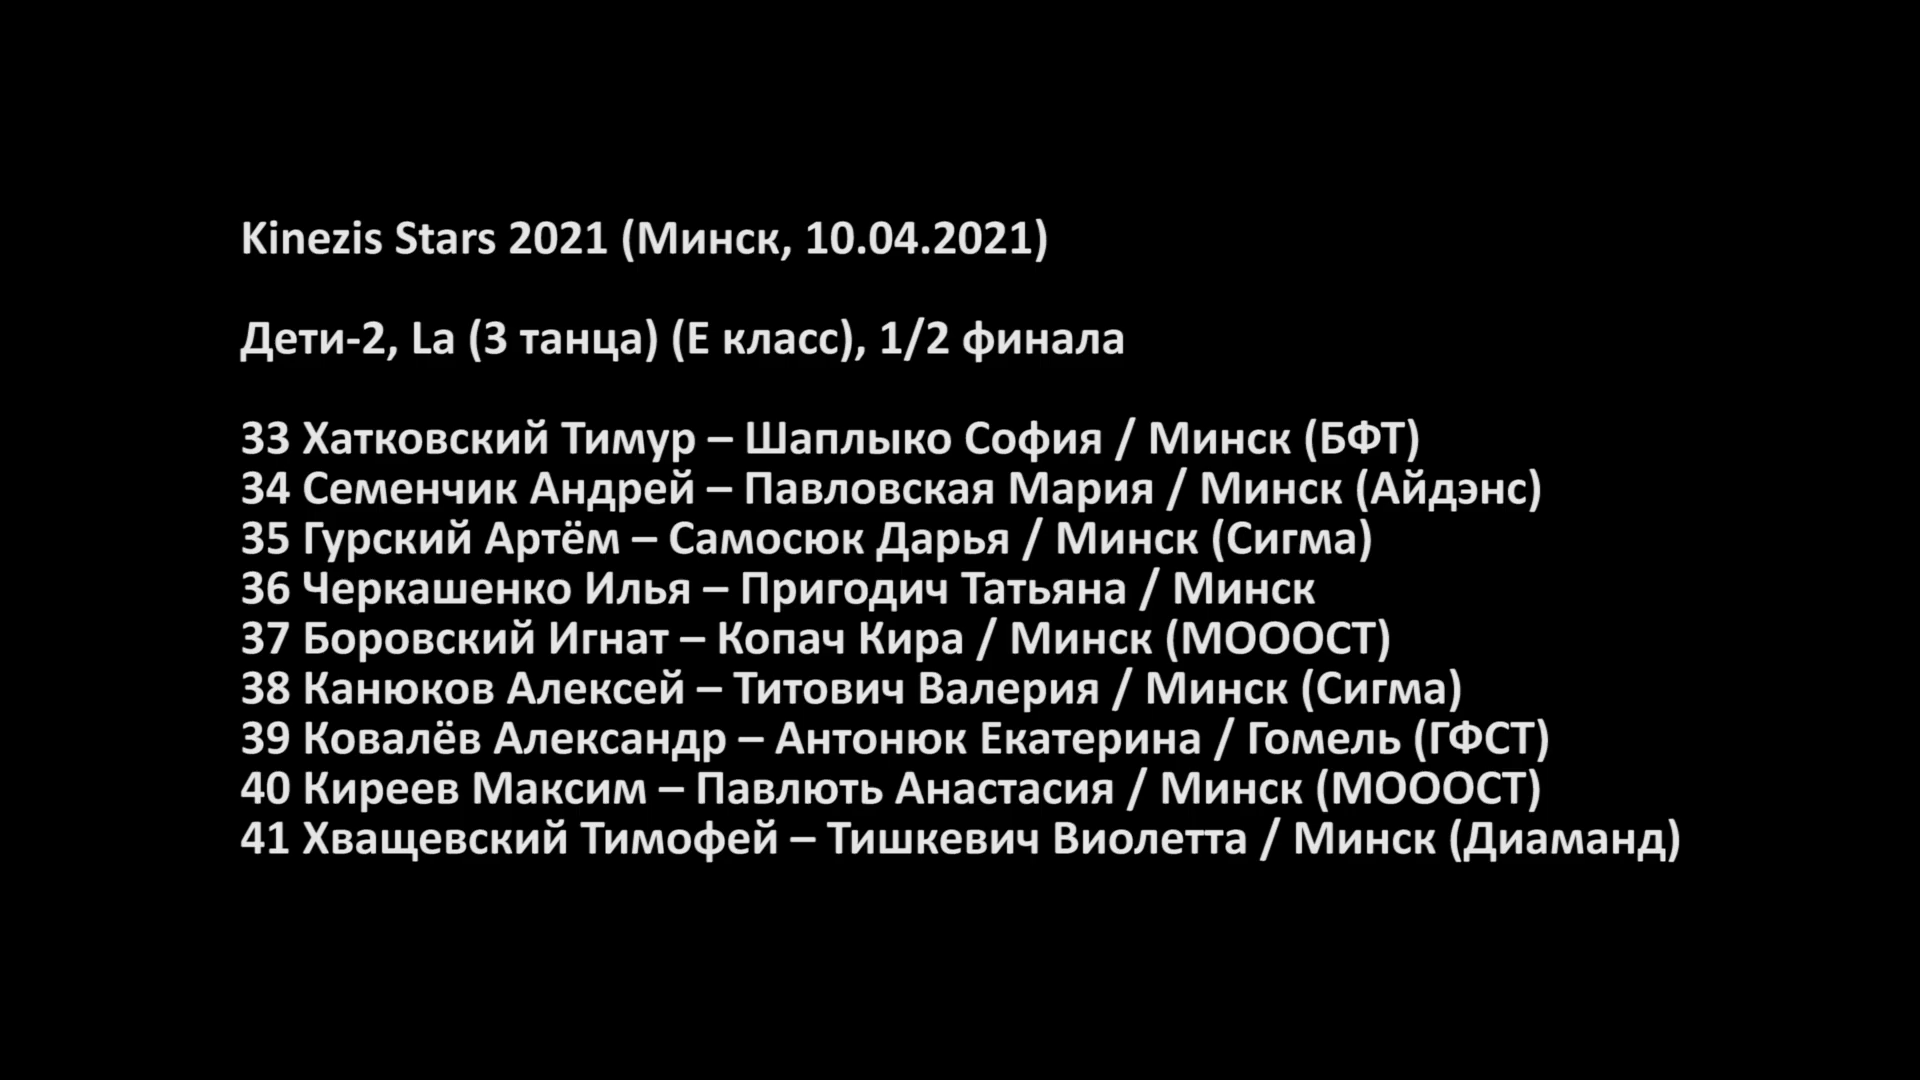 Kinezis Stars 2021 (Минск, 10.04.2021)
Дети-2, La (3 танца) (E класс), 1/2 финала
33 Хатковский Тимур – Шаплыко София / Минск (БФТ)
34 Семенчик Андрей – Павловская Мария / Минск (Айдэнс)
35 Гурский Артём – Самосюк Дарья / Минск (Сигма)
36 Черкашенко Илья – Пригодич Татьяна / Минск
37 Боровский Игнат – Копач Кира / Минск (МОООСТ)
38 Канюков Алексей – Титович Валерия / Минск (Сигма)
39 Ковалёв Александр – Антонюк Екатерина / Гомель (ГФСТ)
40 Киреев Максим – Павлють Анастасия / Минск (МОООСТ)
41 Хващевский Тимофей – Тишкевич Виолетта / Минск (Диаманд)